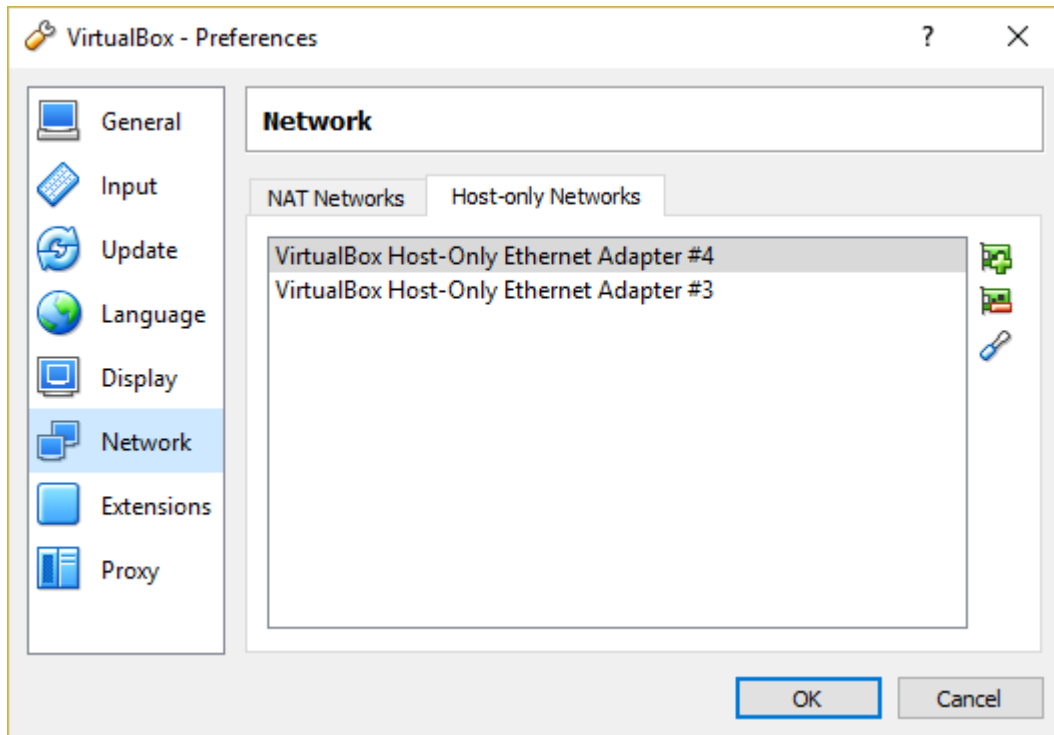 VirtualBox - Preferences ?
General
Input
Update
Language
Display
Network
Extensions
Proxy
Network
NAT Networks
Host-only Networks
VirtualBox Host-Only Ethernet Adapter #4
VirtualBox Host-Only Ethernet Adapter #3
OK
Cancel